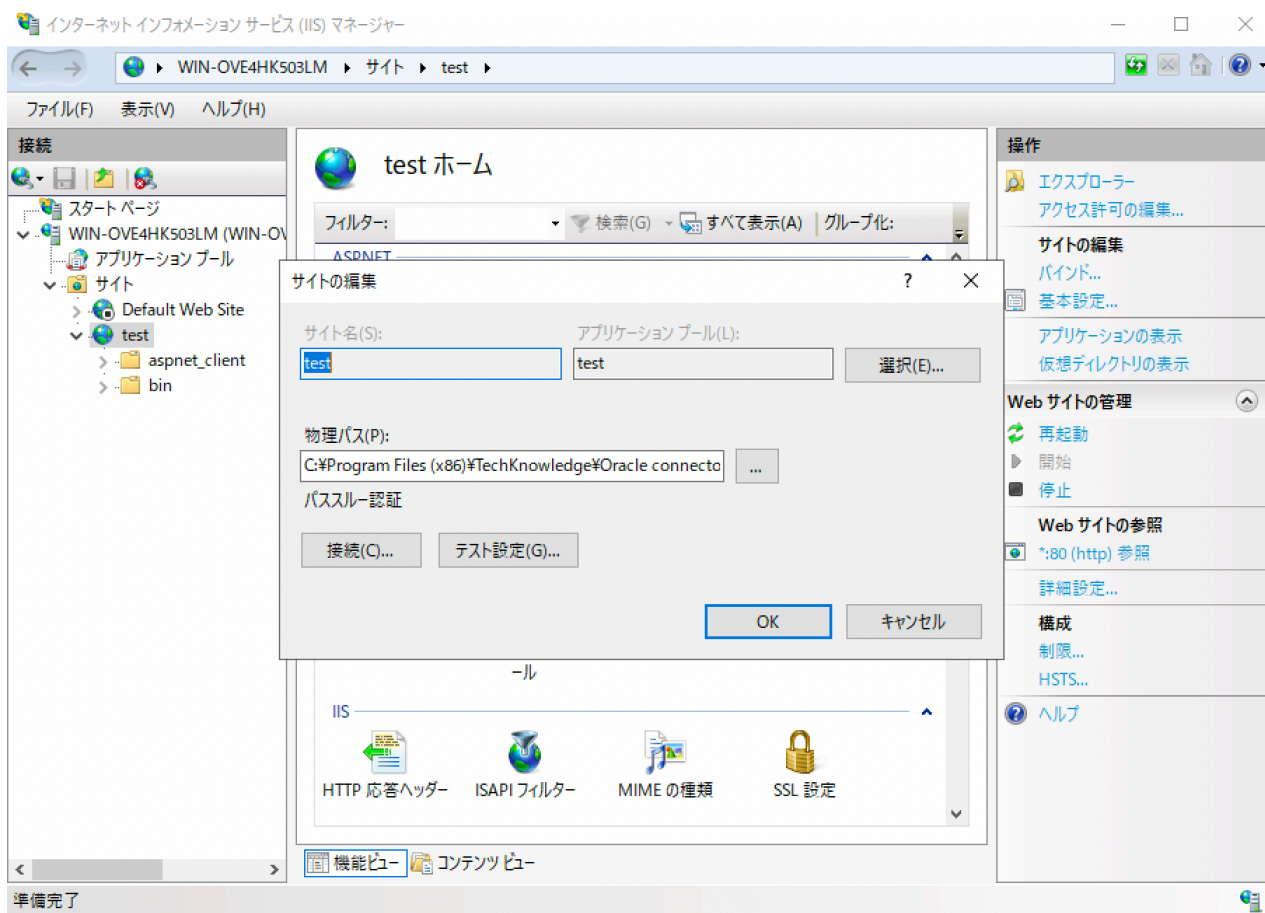 インターネット インフォメーション サービス (IIS) マネージャー
WIN-OVE4HK503LM サイト test
ファイル(F) 表示(V) ヘルプ(H)
接続
スタート ページ
WIN-OVE4HK503LM (WIN-OV
アプリケーション プール
サイト
Default Web Site
test
aspnet_client
bin
test ホーム
フィルター: 検索(G) すべて表示(A) グループ化:
ASP.NET
サイトの編集
サイト名(S): アプリケーション プール(L):
test test 選択(E)...
物理パス(P):
C:¥Program Files (x86)¥TechKnowledge¥Oracle connecto ...
パススルー認証
接続(C)... テスト設定(G)...
OK キャンセル
ール
IIS
HTTP 応答ヘッダー ISAPI フィルター MIME の種類 SSL 設定
機能ビュー コンテンツ ビュー
操作
エクスプローラー
アクセス許可の編集...
サイトの編集
バインド...
基本設定...
アプリケーションの表示
仮想ディレクトリの表示
Web サイトの管理
再起動
開始
停止
Web サイトの参照
*:80 (http) 参照
詳細設定...
構成
制限...
HSTS...
ヘルプ
準備完了